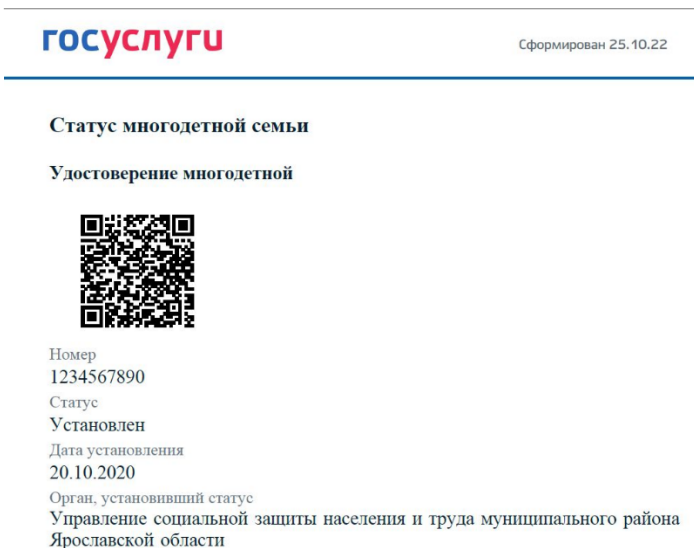 госуслуги
Сформирован 25.10.22
Статус многодетной семьи
Удостоверение многодетной
Номер
1234567890
Статус
Установлен
Дата установления
20.10.2020
Орган, установивший статус
Управление социальной защиты населения и труда муниципального района
Ярославской области